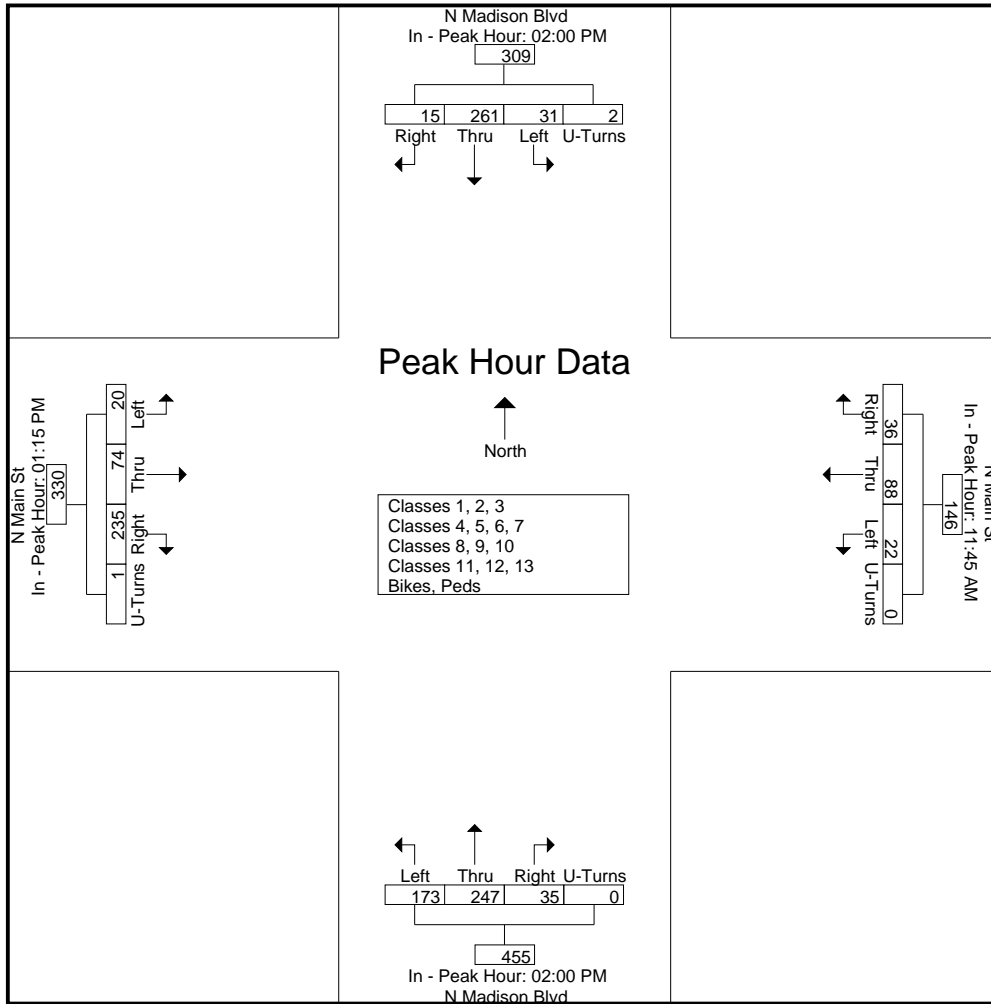 N Madison Blvd
In - Peak Hour: 02:00 PM
309
15 261 31 2
Right Thru Left U-Turns
Peak Hour Data
North
Classes 1, 2, 3
Classes 4, 5, 6, 7
Classes 8, 9, 10
Classes 11, 12, 13
Bikes, Peds
N Main St
In - Peak Hour: 01:15 PM
330
20 74 235 1
Left Thru Right U-Turns
N Main St
In - Peak Hour: 11:45 AM
146
36 88 22 0
Right Thru Left U-Turns
Left Thru Right U-Turns
173 247 35 0
455
In - Peak Hour: 02:00 PM
N Madison Blvd